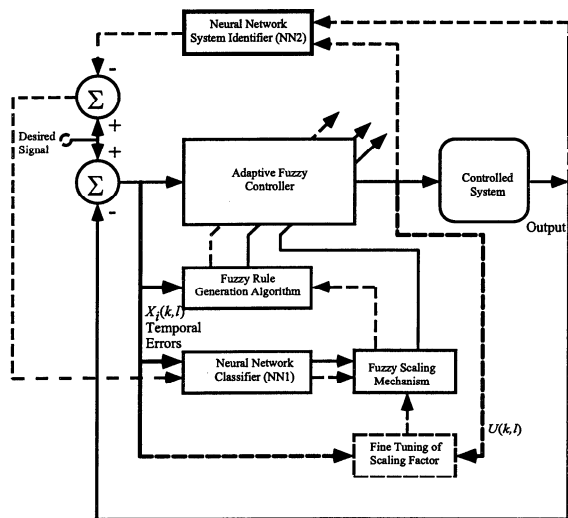 Neural Network
System Identifier (NN2)
-
Σ
+
Desired
Signal
+
Σ
-
Adaptive Fuzzy
Controller
Controlled
System
Output
Fuzzy Rule
Generation Algorithm
X_i(k,l)
Temporal
Errors
Neural Network
Classifier (NN1)
Fuzzy Scaling
Mechanism
U(k,l)
Fine Tuning of
Scaling Factor